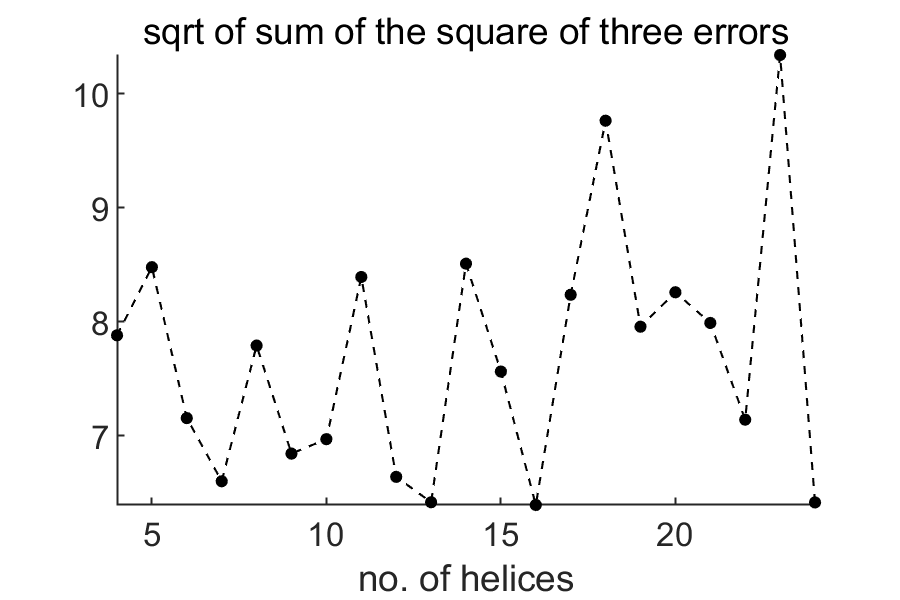 sqrt of sum of the square of three errors
10
9
8
7
5 10 15 20
no. of helices